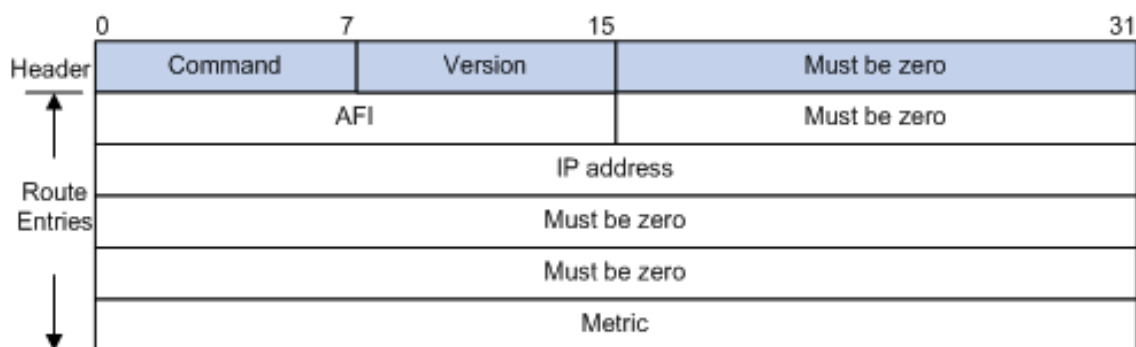 0 7 15 31
Header Command Version Must be zero
AFI Must be zero
IP address
Route
Entries
Must be zero
Must be zero
Metric